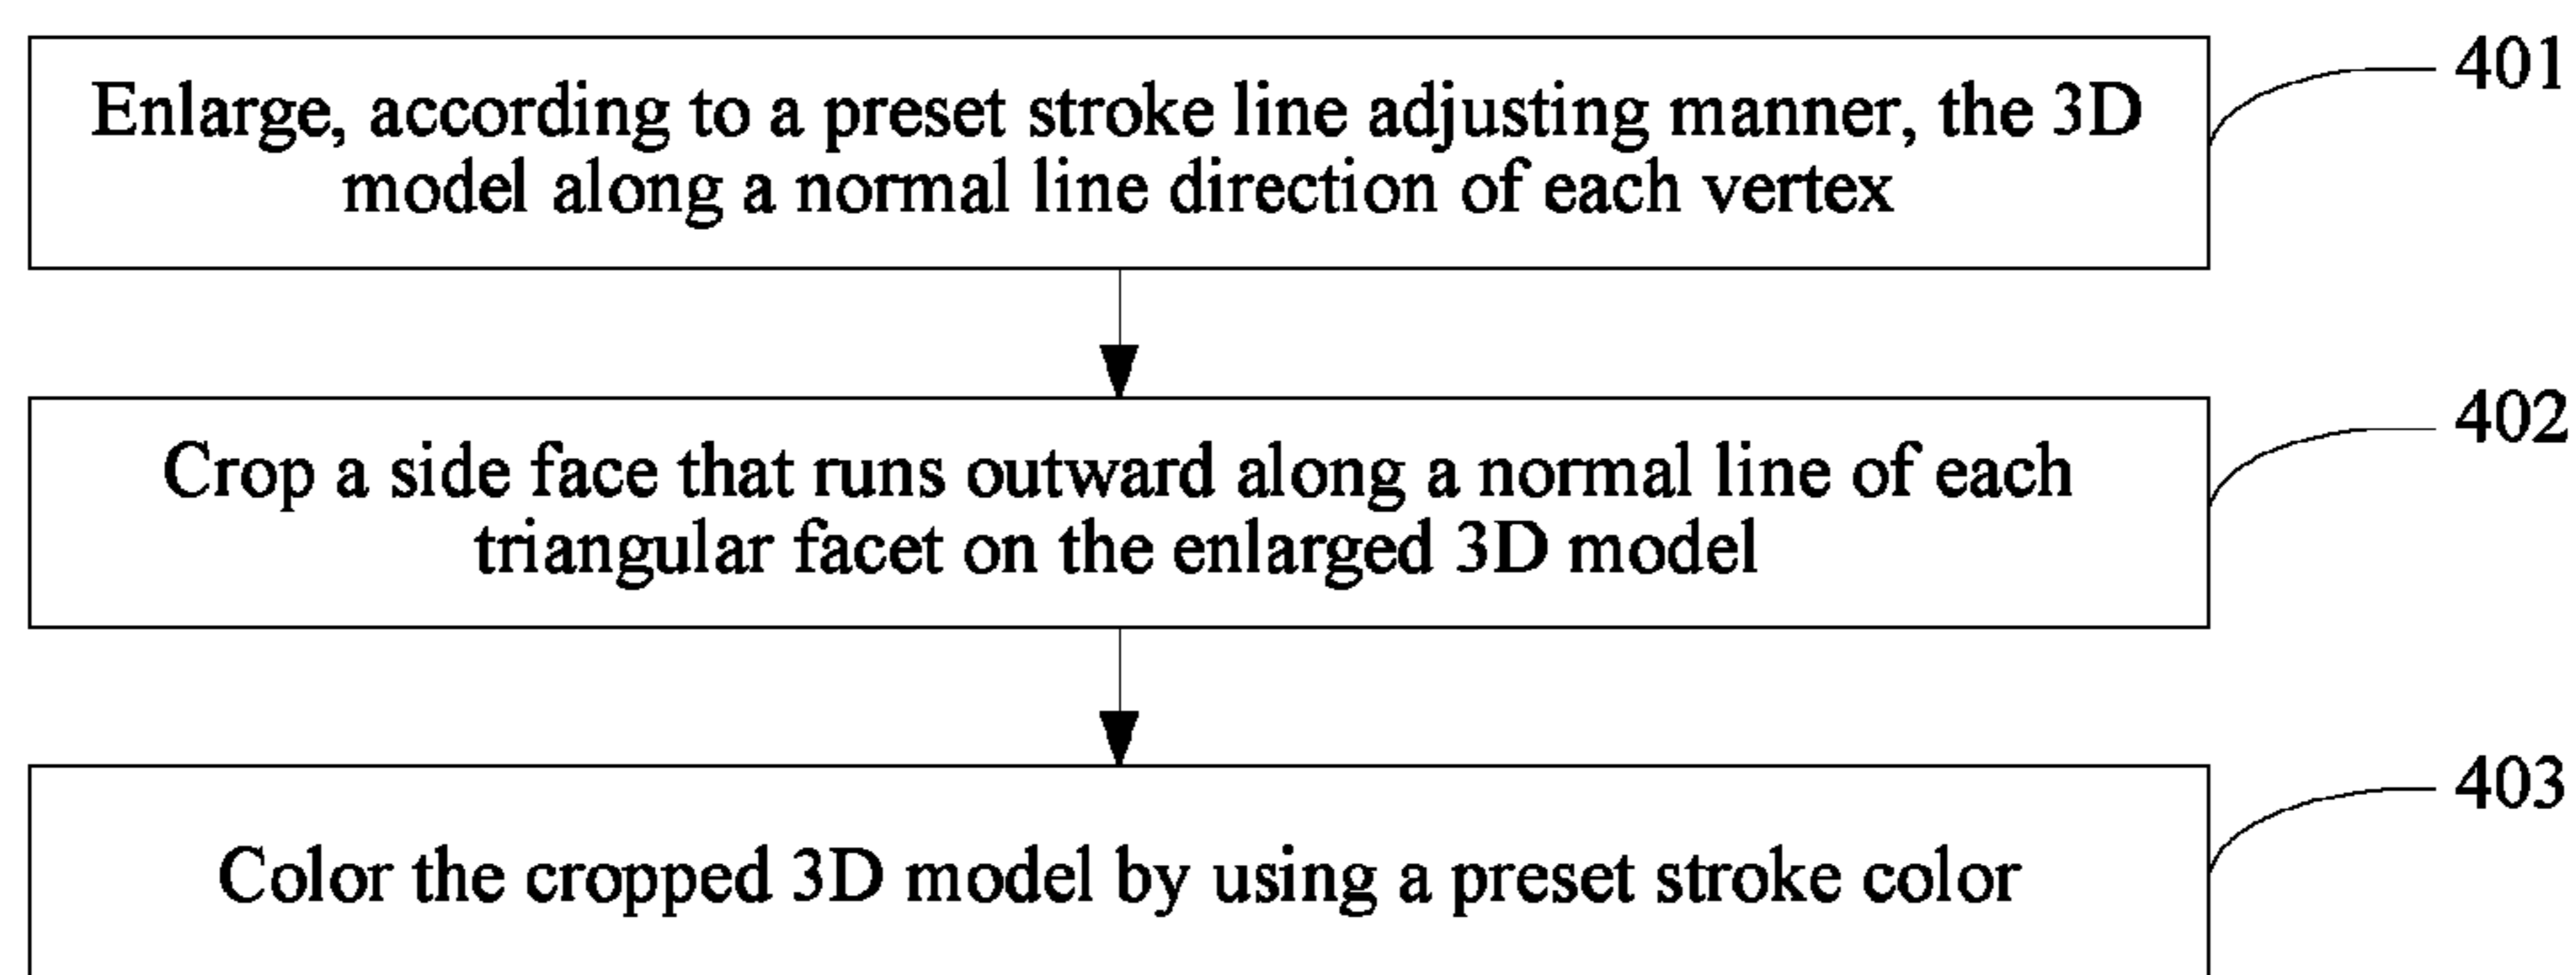 Enlarge, according to a preset stroke line adjusting manner, the 3D
model along a normal line direction of each vertex
401
Crop a side face that runs outward along a normal line of each
triangular facet on the enlarged 3D model
402
Color the cropped 3D model by using a preset stroke color
403